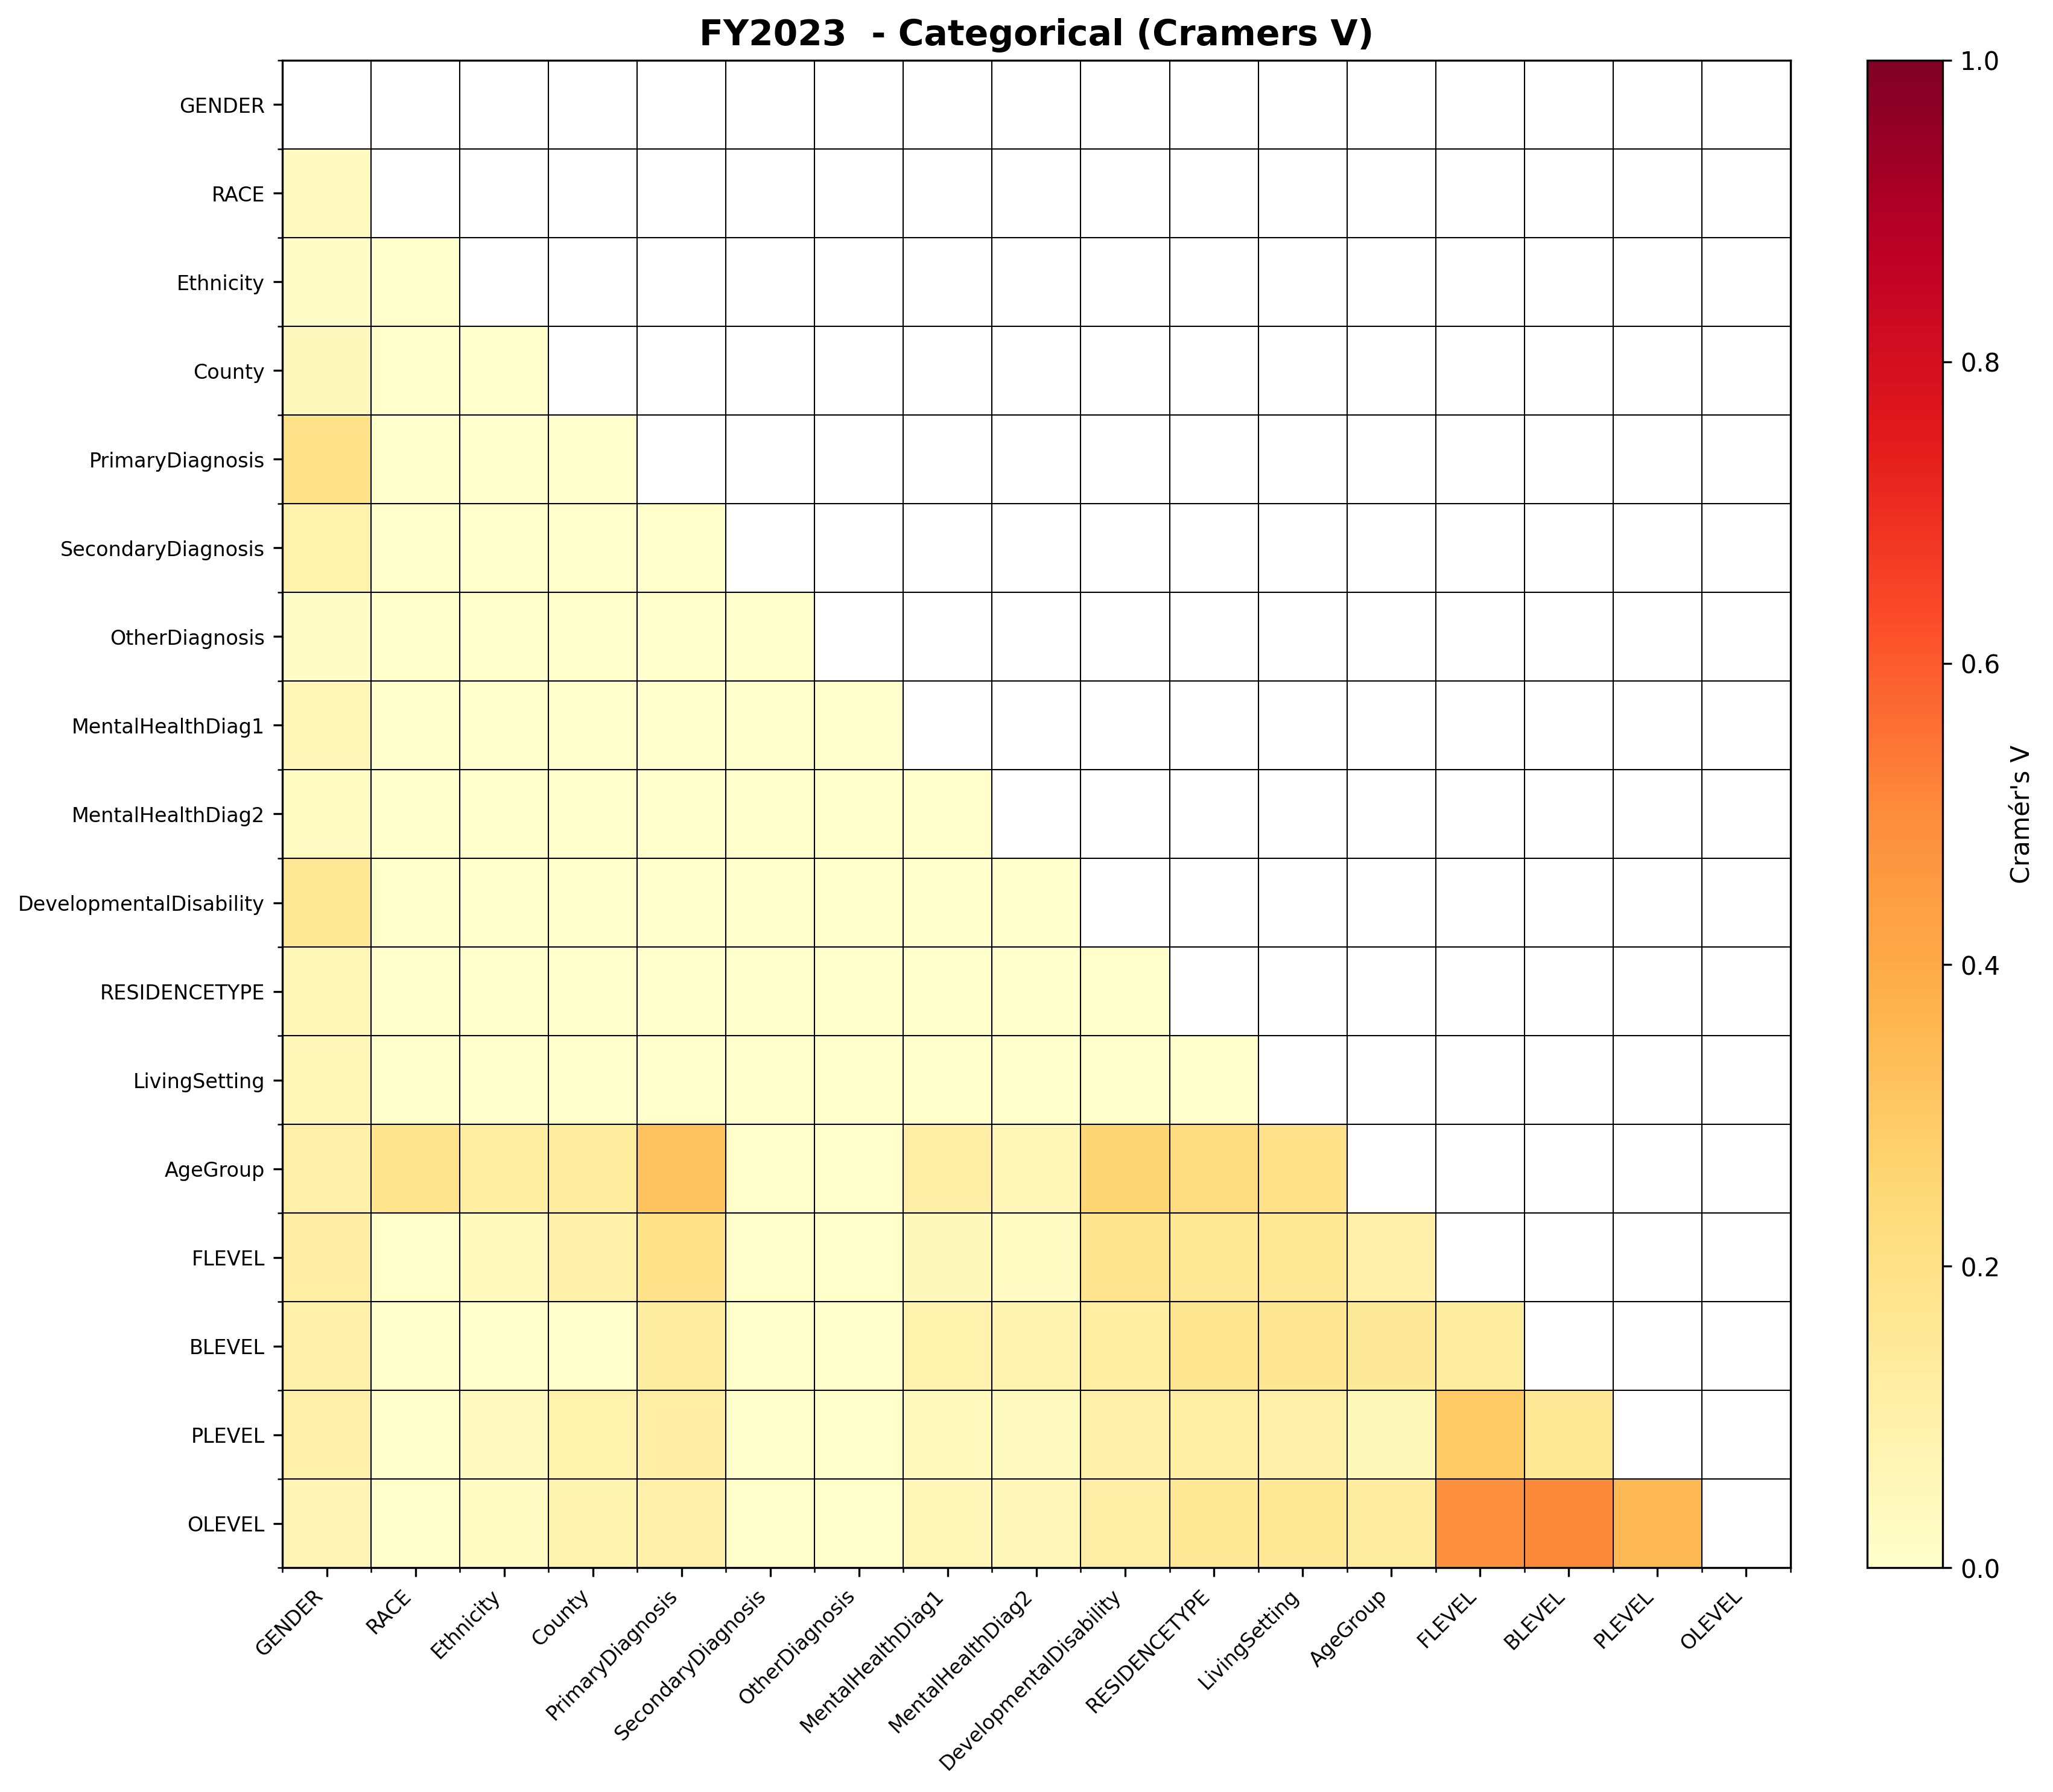 FY2023  - Categorical (Cramers V)
GENDER
RACE
Ethnicity
County
PrimaryDiagnosis
SecondaryDiagnosis
OtherDiagnosis
MentalHealthDiag1
MentalHealthDiag2
DevelopmentalDisability
RESIDENCETYPE
LivingSetting
AgeGroup
FLEVEL
BLEVEL
PLEVEL
OLEVEL
GENDER
RACE
Ethnicity
County
PrimaryDiagnosis
SecondaryDiagnosis
OtherDiagnosis
MentalHealthDiag1
MentalHealthDiag2
DevelopmentalDisability
RESIDENCETYPE
LivingSetting
AgeGroup
FLEVEL
BLEVEL
PLEVEL
OLEVEL
1.0
0.8
0.6
0.4
0.2
0.0
Cramér's V